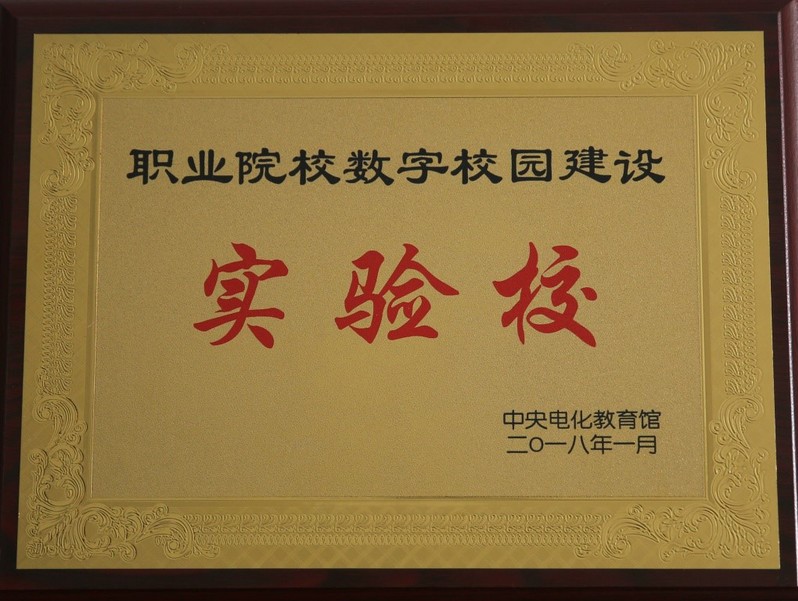 职业院校数字校园建设
实验校
中央电化教育馆
二〇一八年一月